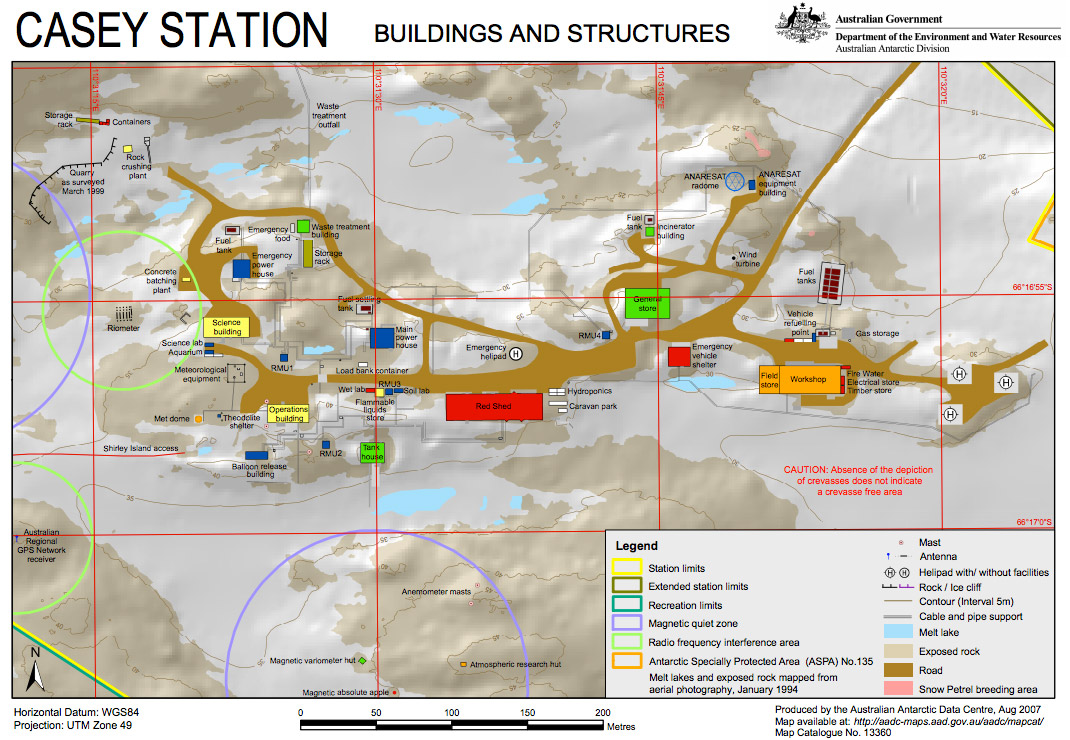 CASEY STATION
BUILDINGS AND STRUCTURES
Australian Government
Department of the Environment and Water Resources
Australian Antarctic Division
110°31'15"E
110°31'30"E
110°31'45"E
110°32'0"E
Storage
rack
Containers
Waste
treatment
outfall
Rock
crushing
plant
Quarry
as surveyed
March 1999
25
20
15
ANARESAT
radome
ANARESAT
equipment
building
Fuel
tank
Emergency
food
Waste treatment
building
Storage
rack
Emergency
power
house
Fuel
tank
Incinerator
building
Wind
turbine
Fuel
tanks
Concrete
batching
plant
66°16'55"S
30
35
Riometer
Fuel settling
tank
General
store
Science
building
Main
power
house
Emergency
helipad
H
RMU4
Vehicle
refuelling
point
Gas storage
Science lab
Aquarium
RMU1
Emergency
vehicle
shelter
Meteorological
equipment
Load bank container
Field
store
Workshop
Fire Water
Electrical store
Timber store
H
H
H
RMU3
Wet lab
Soil lab
Flammable
liquids
store
Hydroponics
Caravan park
Red Shed
40
30
Met dome
Theodolite
shelter
Operations
building
Shirley Island access
RMU2
Tank
house
Balloon release
building
CAUTION: Absence of the depiction
of crevasses does not indicate
a crevasse free area
66°17'0"S
Australian
Regional
GPS Network
receiver
Anemometer masts
Magnetic variometer hut
Atmospheric research hut
Magnetic absolute apple
N
Legend
Station limits
Extended station limits
Recreation limits
Magnetic quiet zone
Radio frequency interference area
Antarctic Specially Protected Area (ASPA) No.135
Melt lakes and exposed rock mapped from
aerial photography, January 1994
Mast
Antenna
Helipad with/ without facilities
Rock / Ice cliff
Contour (Interval 5m)
Cable and pipe support
Melt lake
Exposed rock
Road
Snow Petrel breeding area
Horizontal Datum: WGS84
Projection: UTM Zone 49
0 50 100 150 200
Metres
Produced by the Australian Antarctic Data Centre, Aug 2007
Map available at: http://aadc-maps.aad.gov.au/aadc/mapcat/
Map Catalogue No. 13360